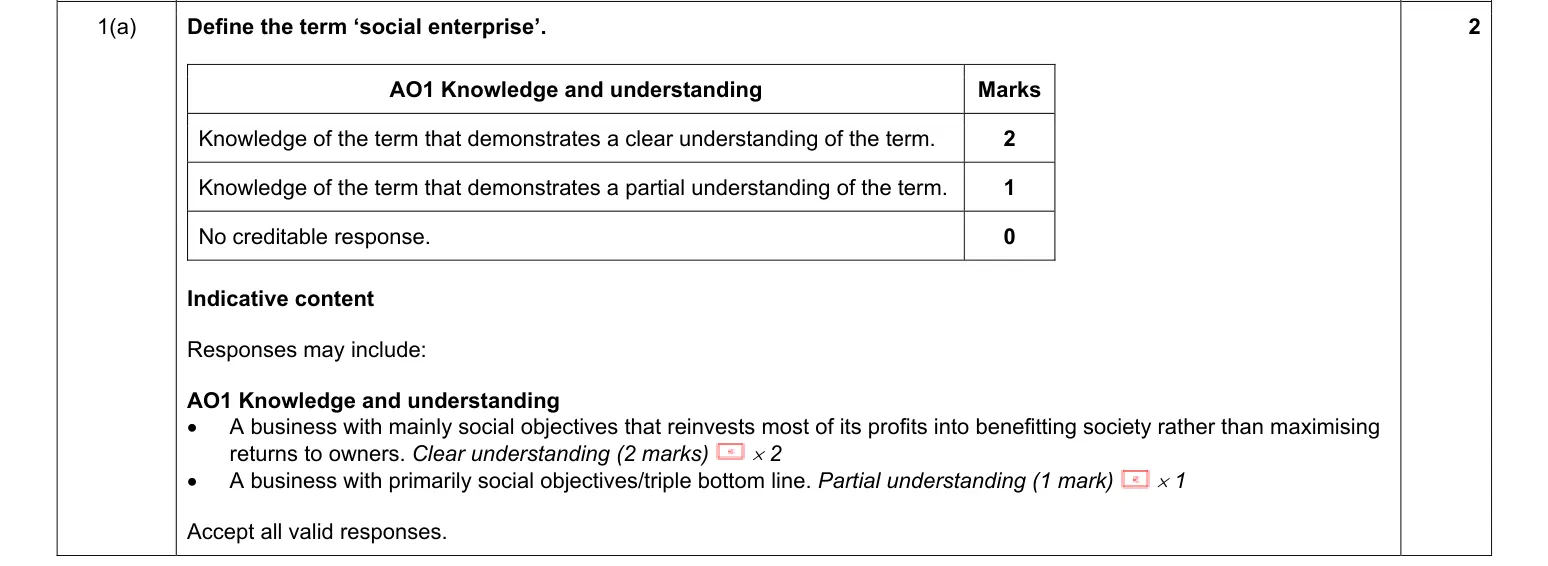 1(a)
Define the term ‘social enterprise’.
2
AO1 Knowledge and understanding
Marks
Knowledge of the term that demonstrates a clear understanding of the term.
2
Knowledge of the term that demonstrates a partial understanding of the term.
1
No creditable response.
0
Indicative content
Responses may include:
AO1 Knowledge and understanding
• A business with mainly social objectives that reinvests most of its profits into benefitting society rather than maximising
returns to owners. Clear understanding (2 marks) × 2
• A business with primarily social objectives/triple bottom line. Partial understanding (1 mark) × 1
Accept all valid responses.